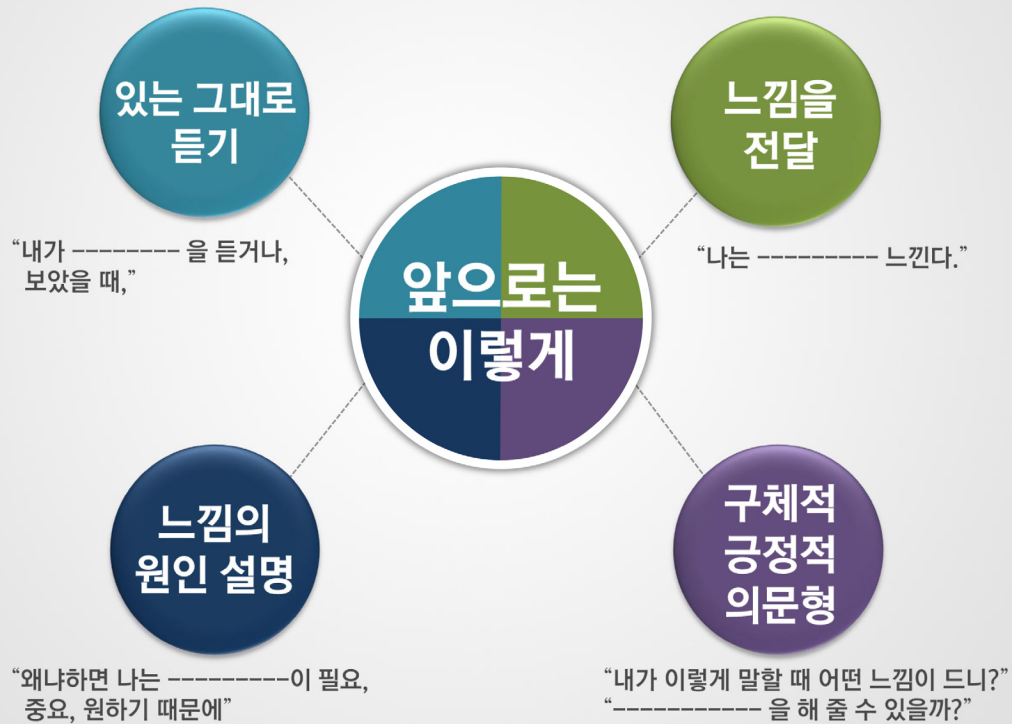 있는 그대로
듣기
“내가 -------- 을 듣거나,
보았을 때,”
느낌을
전달
“나는 --------- 느낀다.”
앞으로는
이렇게
느낌의
원인 설명
“왜냐하면 나는 ---------이 필요,
중요, 원하기 때문에”
구체적
긍정적
의문형
“내가 이렇게 말할 때 어떤 느낌이 드니?”
“----------- 을 해 줄 수 있을까?”